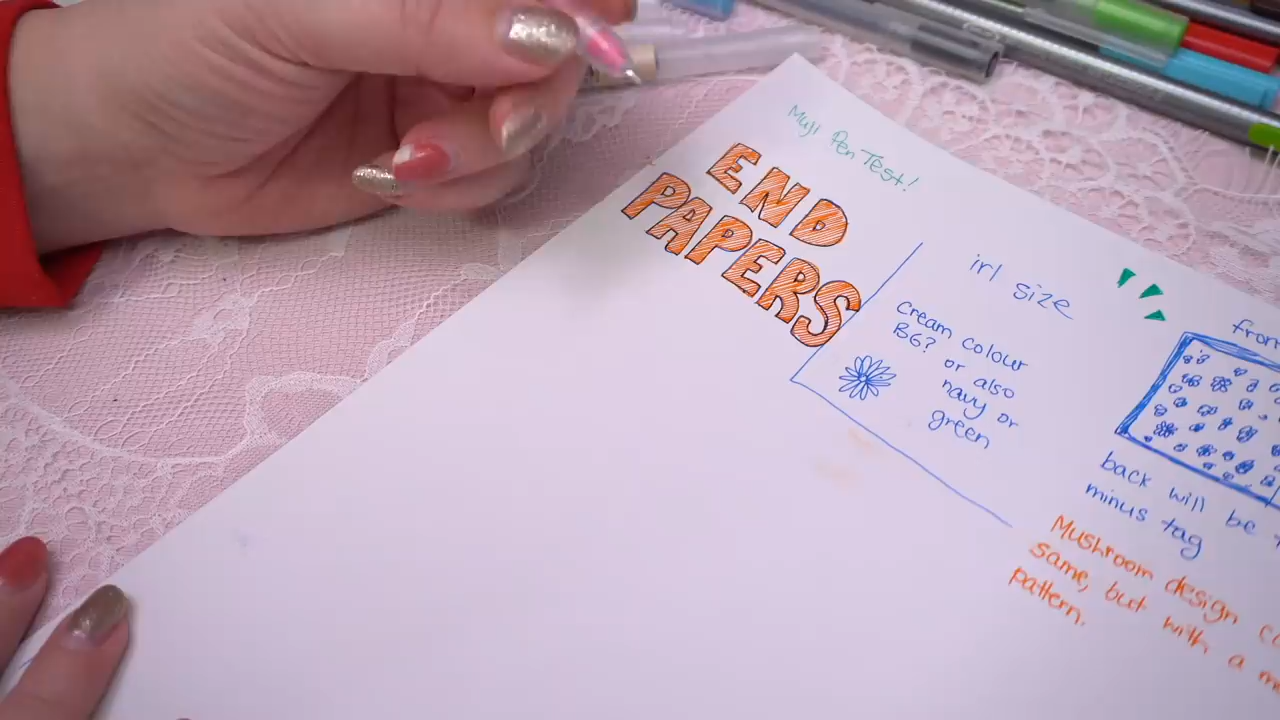 Muji Pen Test!
END
PAPERS
irl size
cream colour
B6? or also
navy or
green
back will be
minus tag
Mushroom design
same, but with a
pattern.